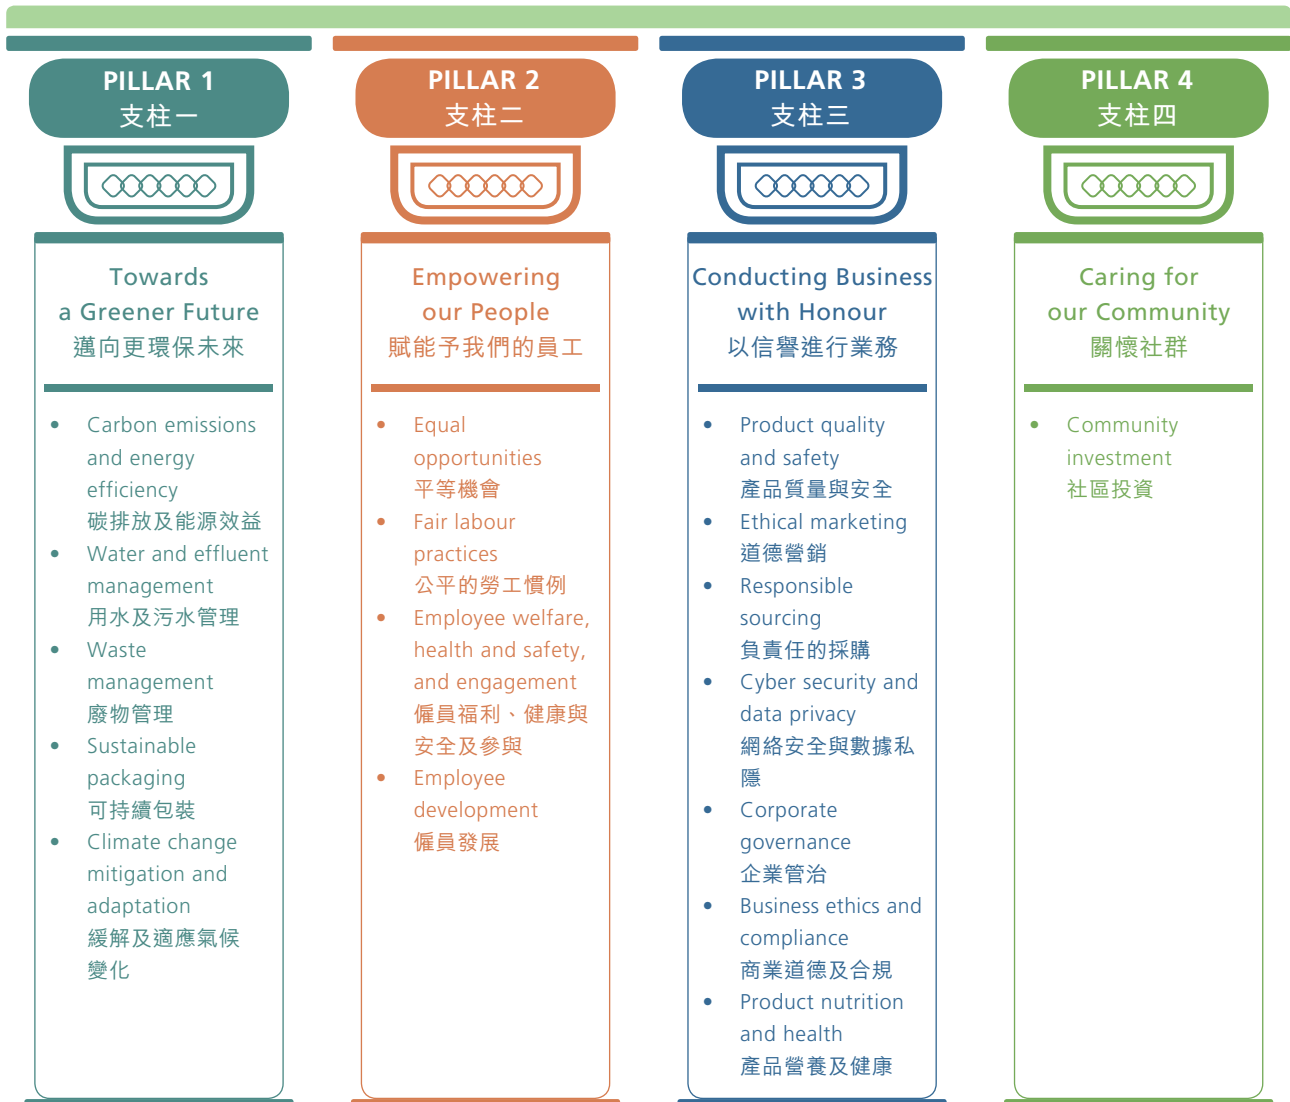 PILLAR 1
支柱一
Towards
a Greener Future
邁向更環保未來
• Carbon emissions
and energy
efficiency
碳排放及能源效益
• Water and effluent
management
用水及污水管理
• Waste
management
廢物管理
• Sustainable
packaging
可持續包裝
• Climate change
mitigation and
adaptation
緩解及適應氣候
變化
PILLAR 2
支柱二
Empowering
our People
賦能予我們的員工
• Equal
opportunities
平等機會
• Fair labour
practices
公平的勞工慣例
• Employee welfare,
health and safety,
and engagement
僱員福利、健康與
安全及參與
• Employee
development
僱員發展
PILLAR 3
支柱三
Conducting Business
with Honour
以信譽進行業務
• Product quality
and safety
產品質量與安全
• Ethical marketing
道德營銷
• Responsible
sourcing
負責任的採購
• Cyber security and
data privacy
網絡安全與數據私
隱
• Corporate
governance
企業管治
• Business ethics and
compliance
商業道德及合規
• Product nutrition
and health
產品營養及健康
PILLAR 4
支柱四
Caring for
our Community
關懷社群
• Community
investment
社區投資